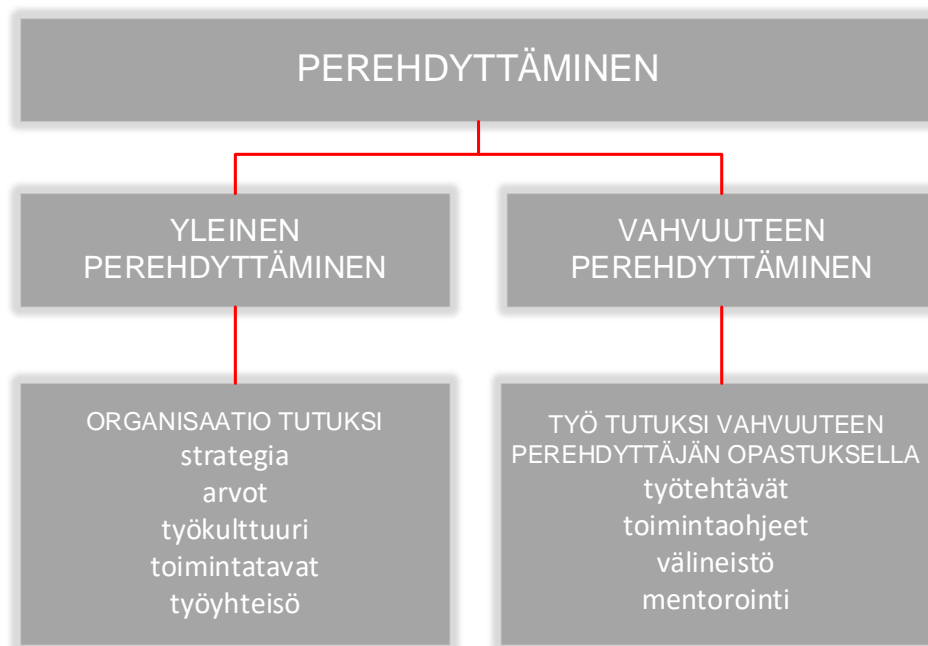 PEREHDYTTÄMINEN
YLEINEN
PEREHDYTTÄMINEN
VAHVUUTEEN
PEREHDYTTÄMINEN
ORGANISAATIO TUTUKSI
strategia
arvot
työkulttuuri
toimintatavat
työyhteisö
TYÖ TUTUKSI VAHVUUTEEN
PEREHDYTTÄJÄN OPASTUKSELLA
työtehtävät
toimintaohjeet
välineistö
mentorointi